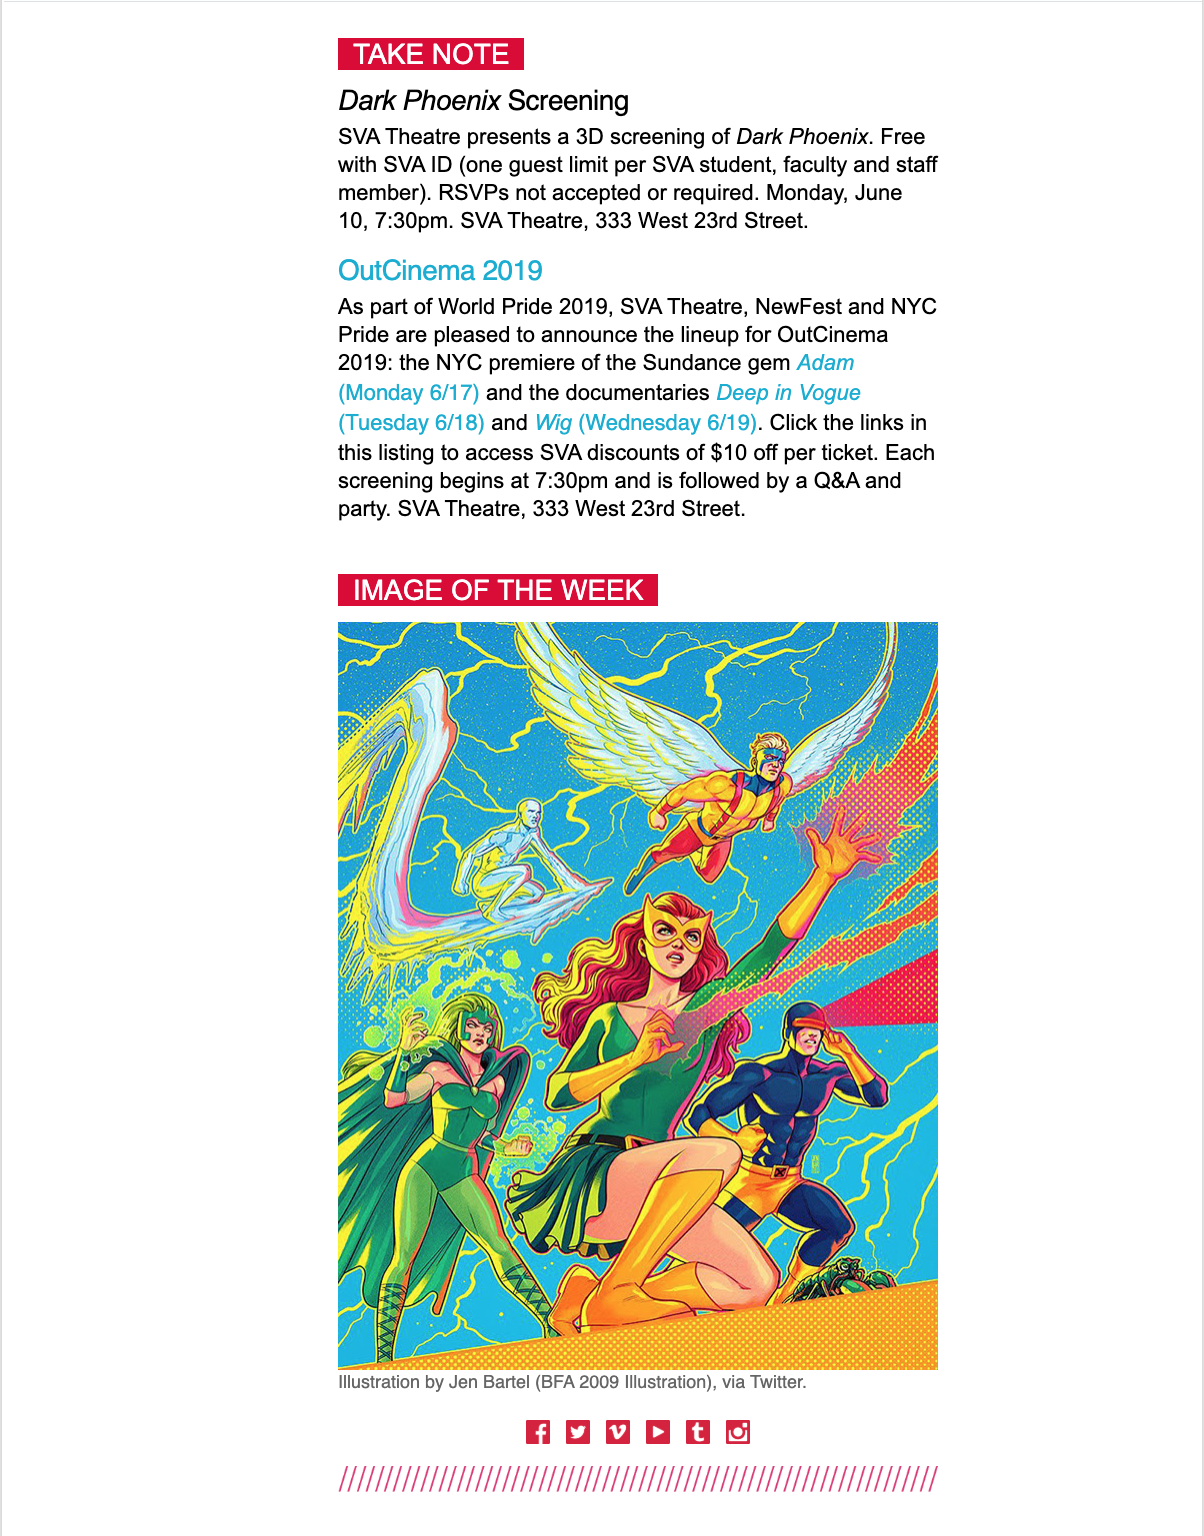 TAKE NOTE
Dark Phoenix Screening
SVA Theatre presents a 3D screening of Dark Phoenix. Free
with SVA ID (one guest limit per SVA student, faculty and staff
member). RSVPs not accepted or required. Monday, June
10, 7:30pm. SVA Theatre, 333 West 23rd Street.
OutCinema 2019
As part of World Pride 2019, SVA Theatre, NewFest and NYC
Pride are pleased to announce the lineup for OutCinema
2019: the NYC premiere of the Sundance gem Adam
(Monday 6/17) and the documentaries Deep in Vogue
(Tuesday 6/18) and Wig (Wednesday 6/19). Click the links in
this listing to access SVA discounts of $10 off per ticket. Each
screening begins at 7:30pm and is followed by a Q&A and
party. SVA Theatre, 333 West 23rd Street.
IMAGE OF THE WEEK
Illustration by Jen Bartel (BFA 2009 Illustration), via Twitter.